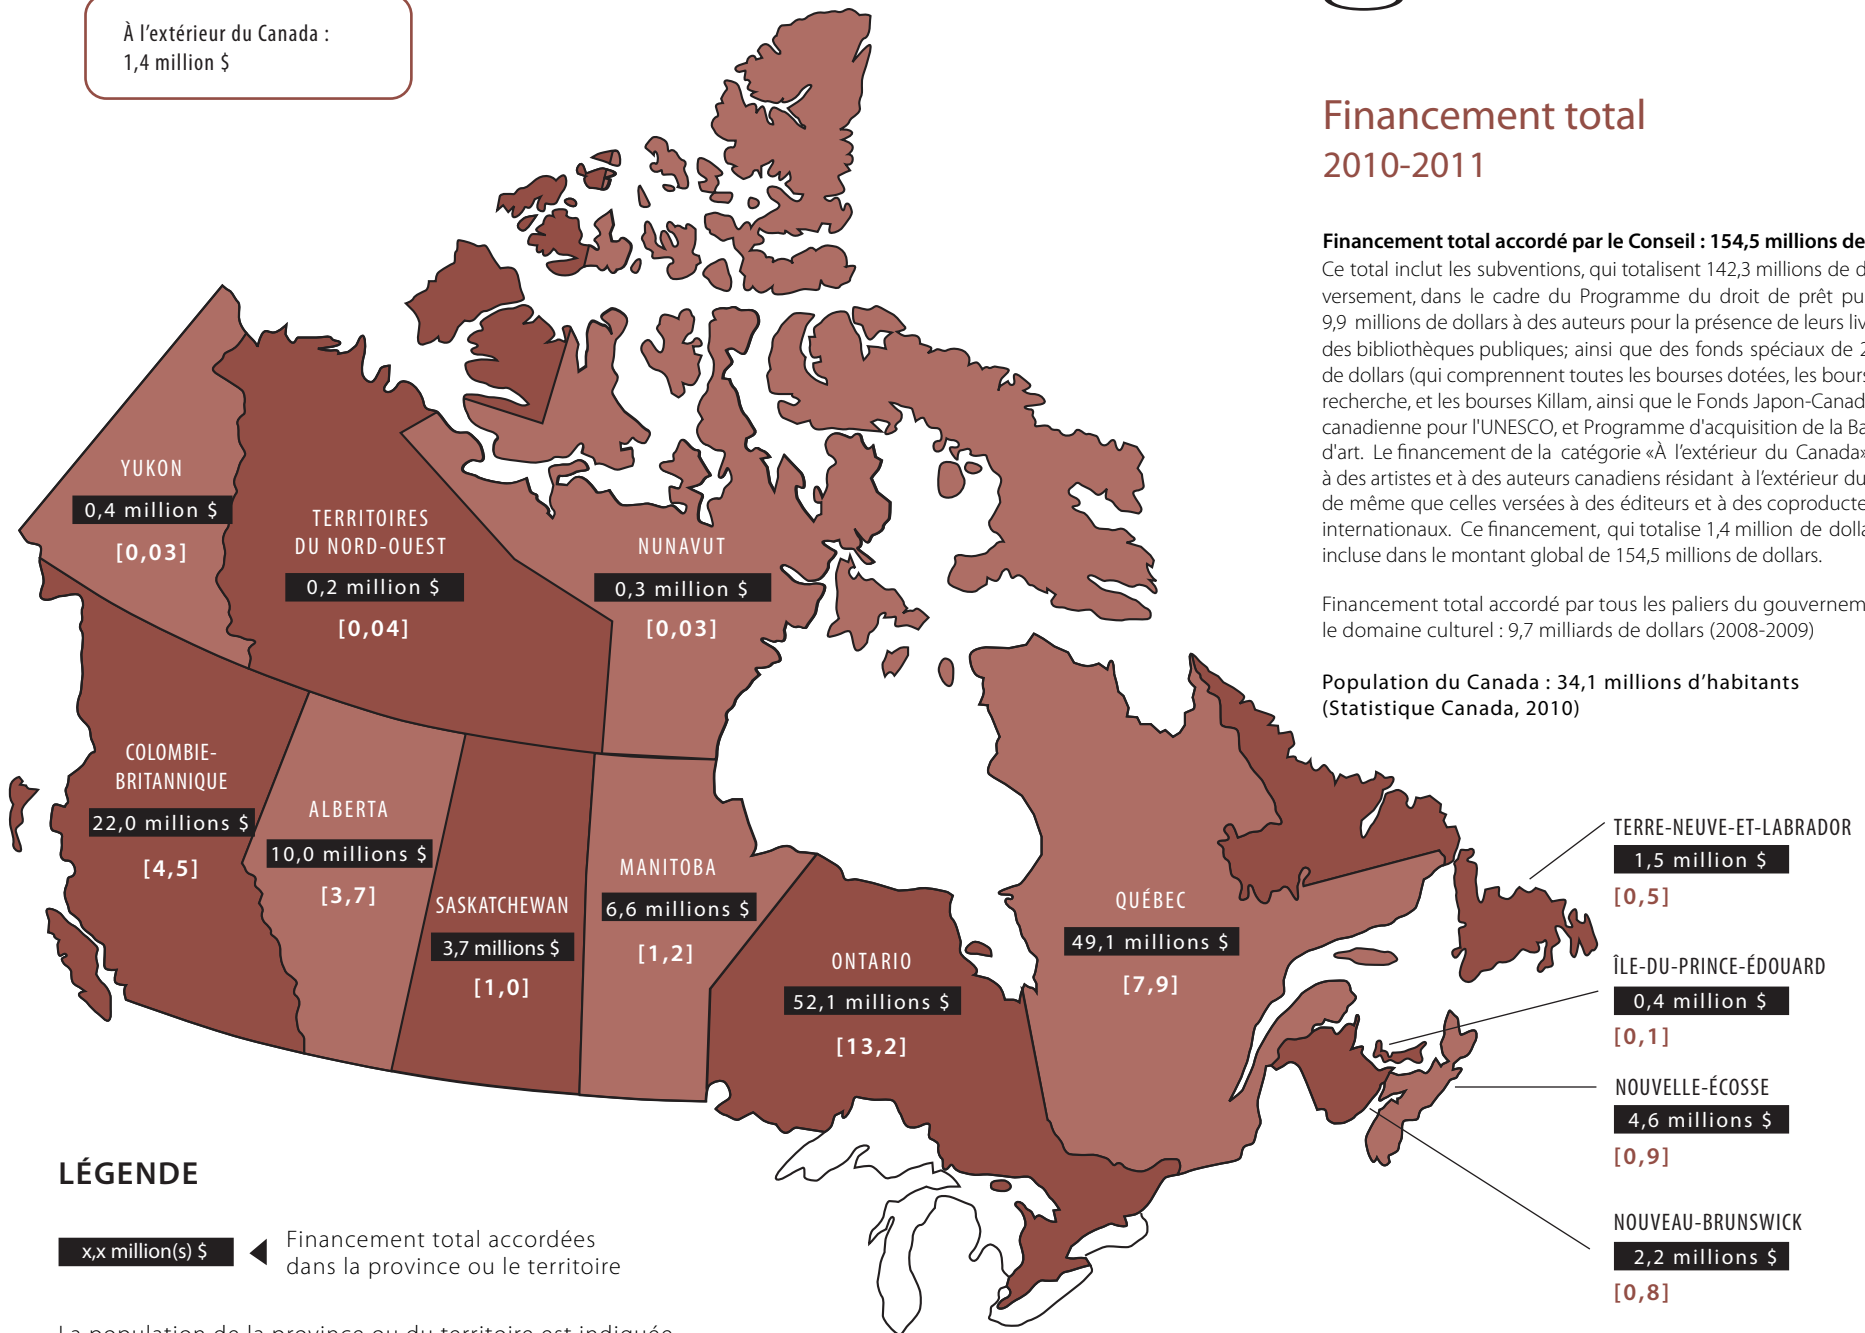 À l'extérieur du Canada :
1,4 million $
Financement total
2010-2011
Financement total accordé par le Conseil : 154,5 millions de
Ce total inclut les subventions, qui totalisent 142,3 millions de
versement, dans le cadre du Programme du droit de prêt
9,9 millions de dollars à des auteurs pour la présence de leurs
des bibliothèques publiques; ainsi que des fonds spéciaux de
de dollars (qui comprennent toutes les bourses dotées, les
recherche, et les bourses Killam, ainsi que le Fonds
canadienne pour l'UNESCO, et Programme d'acquisition de la
d'art. Le financement de la catégorie «À l'extérieur du Canada»
à des artistes et à des auteurs canadiens résidant à l'extérieur du
de même que celles versées à des éditeurs et à des
internationaux. Ce financement, qui totalise 1,4 million de
incluse dans le montant global de 154,5 millions de dollars.
Financement total accordé par tous les paliers du
le domaine culturel : 9,7 milliards de dollars (2008-2009)
Population du Canada : 34,1 millions d'habitants
(Statistique Canada, 2010)
YUKON
0,4 million $
[0,03]
TERRITOIRES
DU NORD-OUEST
0,2 million $
[0,04]
NUNAVUT
0,3 million $
[0,03]
COLOMBIE-
BRITANNIQUE
22,0 millions $
[4,5]
ALBERTA
10,0 millions $
[3,7]
SASKATCHEWAN
3,7 millions $
[1,0]
MANITOBA
6,6 millions $
[1,2]
ONTARIO
52,1 millions $
[13,2]
QUÉBEC
49,1 millions $
[7,9]
TERRE-NEUVE-ET-LABRADOR
1,5 million $
[0,5]
ÎLE-DU-PRINCE-ÉDOUARD
0,4 million $
[0,1]
NOUVELLE-ÉCOSSE
4,6 millions $
[0,9]
NOUVEAU-BRUNSWICK
2,2 millions $
[0,8]
LÉGENDE
x,x million(s) $
Financement total accordées
dans la province ou le territoire
La population de la province ou du territoire est indiquée